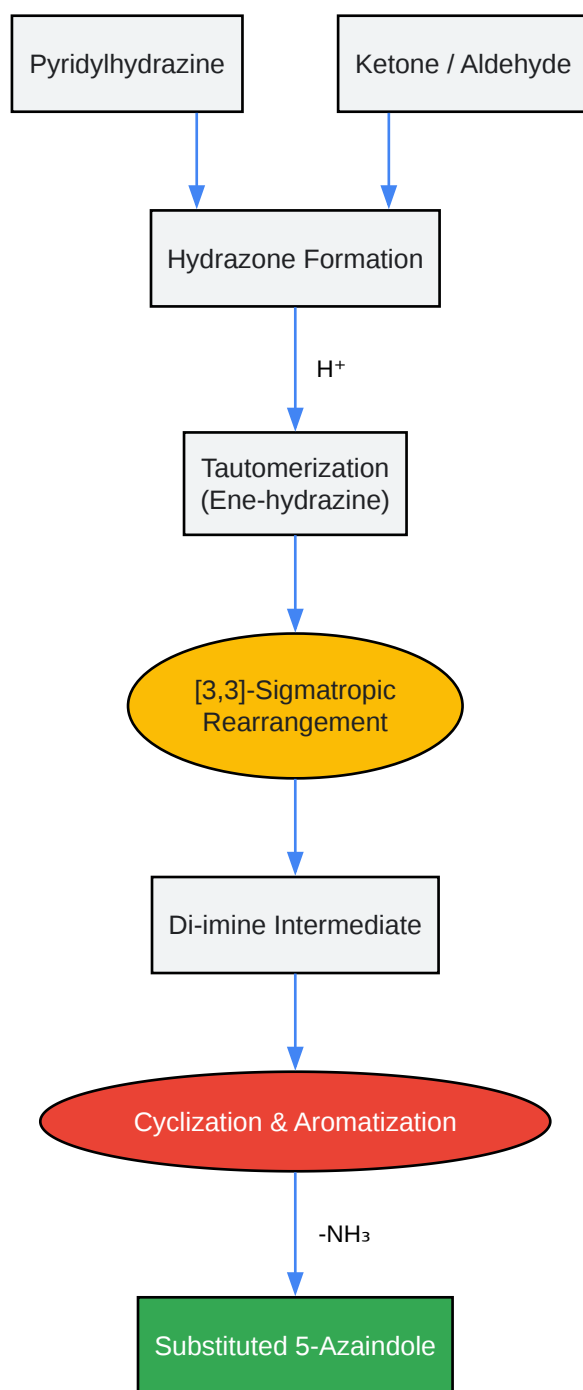 Pyridylhydrazine
Ketone / Aldehyde
Hydrazone Formation
H⁺
Tautomerization
(Ene-hydrazine)
[3,3]-Sigmatropic
Rearrangement
Di-imine Intermediate
Cyclization & Aromatization
-NH₃
Substituted 5-Azaindole